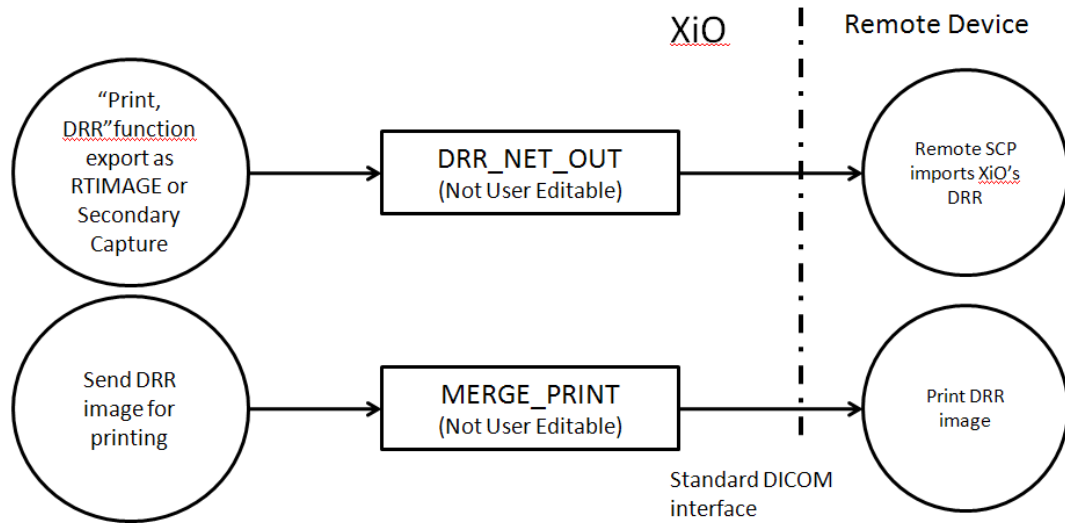 XiO
Remote Device
“Print,
DRR”function
export as
RTIMAGE or
Secondary
Capture
DRR_NET_OUT
(Not User Editable)
Remote SCP
imports XiO’s
DRR
Send DRR
image for
printing
MERGE_PRINT
(Not User Editable)
Print DRR
image
Standard DICOM
interface